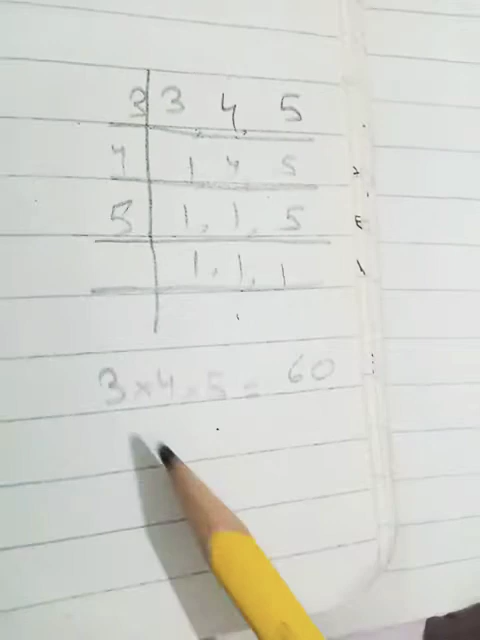 3 3 4, 5
4 1 4 5
5 1, 1, 5
1, 1, 1
3 × 4 × 5 = 60